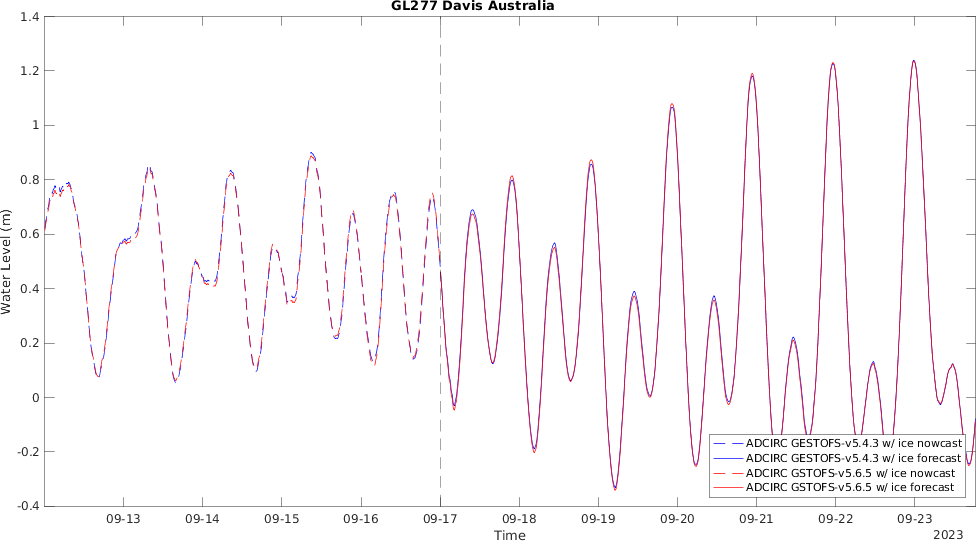 GL277 Davis Australia
Water Level (m)
1.4
1.2
1
0.8
0.6
0.4
0.2
0
-0.2
-0.4
ADCIRC GESTOFS-v5.4.3 w/ ice nowcast
ADCIRC GESTOFS-v5.4.3 w/ ice forecast
ADCIRC GSTOFS-v5.6.5 w/ ice nowcast
ADCIRC GSTOFS-v5.6.5 w/ ice forecast
09-13 09-14 09-15 09-16 09-17 09-18 09-19 09-20 09-21 09-22 09-23
Time
2023